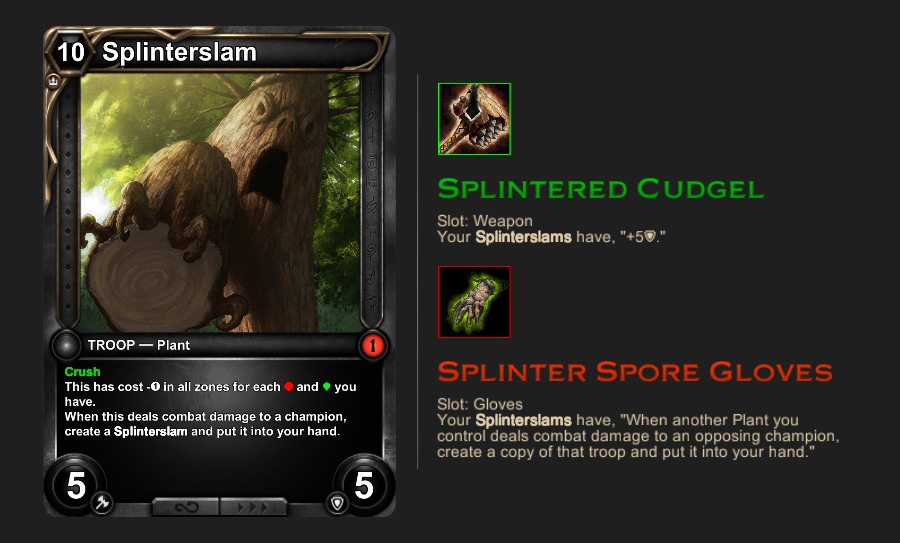 10 Splinterslam
TROOP — Plant 1
Crush
This has cost -1 in all zones for each and you
have.
When this deals combat damage to a champion,
create a Splinterslam and put it into your hand.
5 5
SPLINTERED CUDGEL
Slot: Weapon
Your Splinterslams have, "+5."
SPLINTER SPORE GLOVES
Slot: Gloves
Your Splinterslams have, "When another Plant you
control deals combat damage to an opposing champion,
create a copy of that troop and put it into your hand."